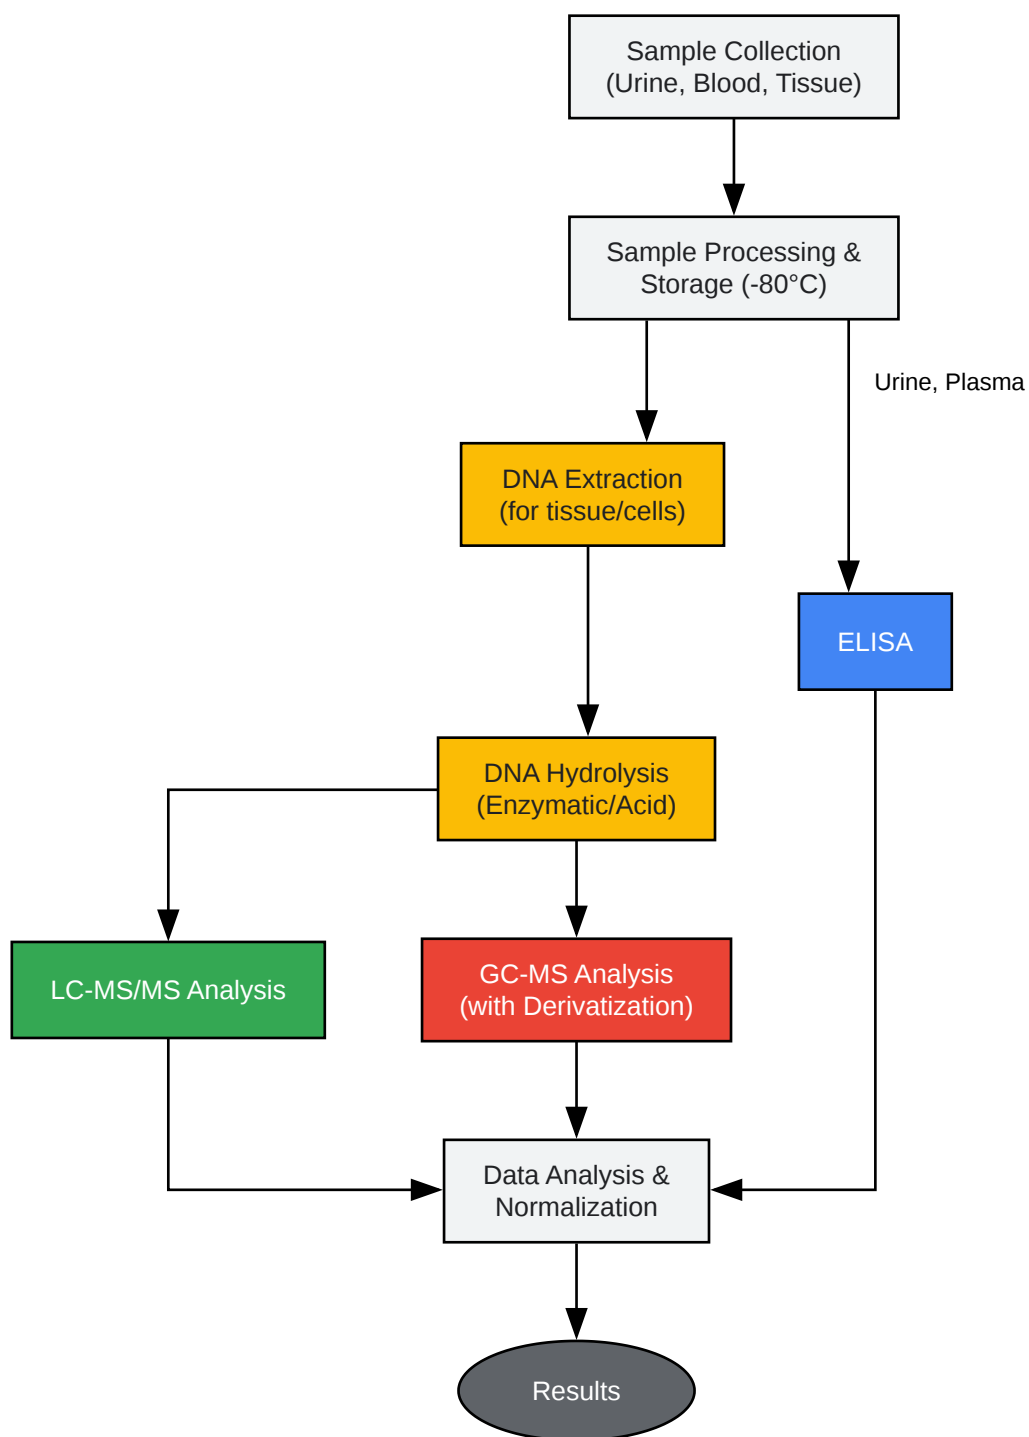 Sample Collection
(Urine, Blood, Tissue)
Sample Processing &
Storage (-80°C)
Urine, Plasma
DNA Extraction
(for tissue/cells)
ELISA
DNA Hydrolysis
(Enzymatic/Acid)
LC-MS/MS Analysis
GC-MS Analysis
(with Derivatization)
Data Analysis &
Normalization
Results